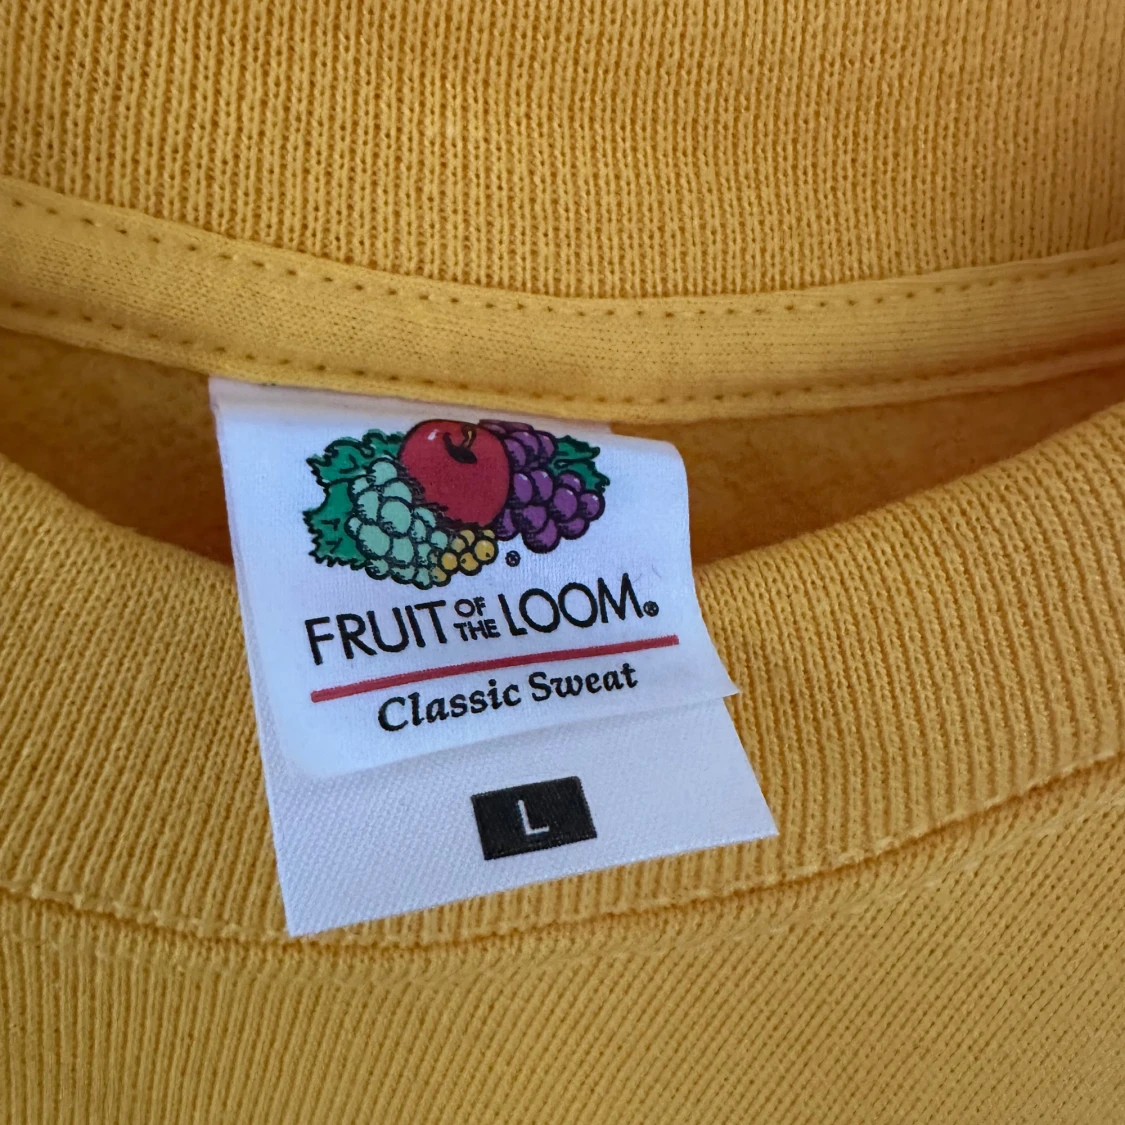 ®
FRUIT OF THE LOOM®
Classic Sweat
L